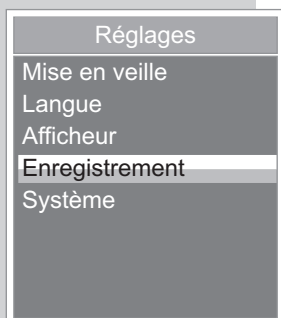 Réglages
Mise en veille
Langue
Afficheur
Enregistrement
Système